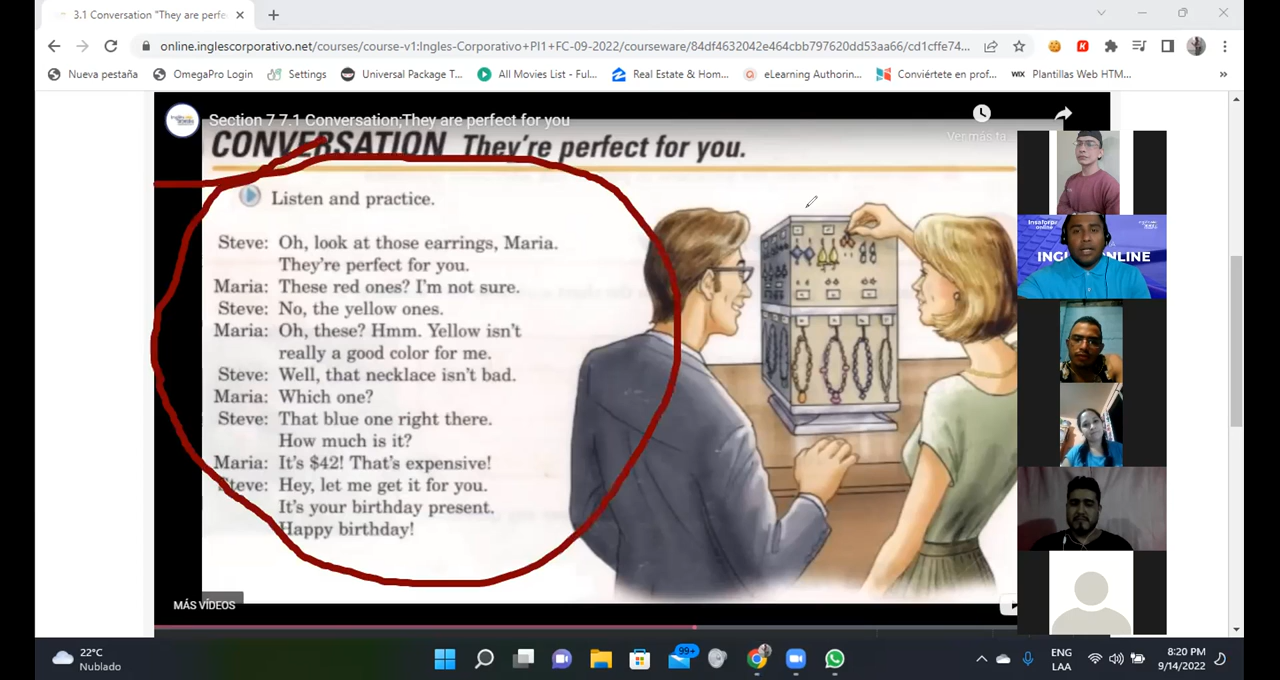 3.1 Conversation "They are perfe
online.inglescorporativo.net/courses/course-v1:Ingles-Corporativo+PI1+FC-09-2022/courseware/84df4632042e464cbb797620dd53aa66/cd1cffe74...
Nueva pestaña
OmegaPro Login
Settings
Universal Package T...
All Movies List - Ful...
Real Estate & Hom...
eLearning Authorin...
Conviértete en prof...
WIX Plantillas Web HTM...
»
Section 7 7.1 Conversation;They are perfect for you
Ver más ta...
CONVERSATION They're perfect for you.
Listen and practice.
Steve: Oh, look at those earrings, Maria.
They're perfect for you.
Maria: These red ones? I'm not sure.
Steve: No, the yellow ones.
Maria: Oh, these? Hmm. Yellow isn't
really a good color for me.
Steve: Well, that necklace isn't bad.
Maria: Which one?
Steve: That blue one right there.
How much is it?
Maria: It's $42! That's expensive!
Steve: Hey, let me get it for you.
It's your birthday present.
Happy birthday!
MÁS VÍDEOS
22°C
Nublado
99+
ENG
LAA
8:20 PM
9/14/2022